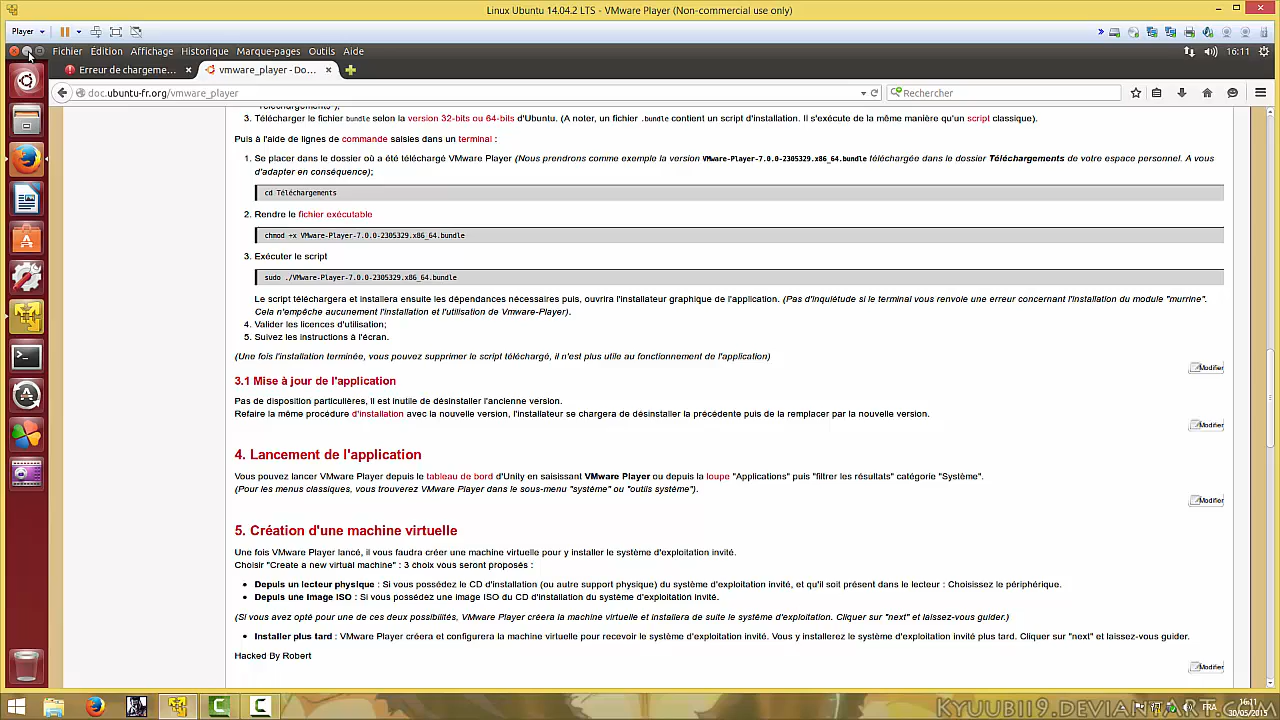 Linux Ubuntu 14.04.2 LTS - VMware Player (Non-commercial use only)
Player
Fichier Édition Affichage Historique Marque-pages Outils Aide
16:11
Erreur de chargeme...
vmware_player - Do...
doc.ubuntu-fr.org/vmware_player
Rechercher
Téléchargements");
3. Télécharger le fichier bundle selon la version 32-bits ou 64-bits d'Ubuntu. (A noter, un fichier .bundle contient un script d'installation. Il s'exécute de la même manière qu'un script classique).
Puis à l'aide de lignes de commande saisies dans un terminal :
1. Se placer dans le dossier où a été téléchargé VMware Player (Nous prendrons comme exemple la version VMware-Player-7.0.0-2305329.x86_64.bundle téléchargée dans le dossier Téléchargements de votre espace personnel. A vous
d'adapter en conséquence);
cd Téléchargements
2. Rendre le fichier exécutable
chmod +x VMware-Player-7.0.0-2305329.x86_64.bundle
3. Exécuter le script
sudo ./VMware-Player-7.0.0-2305329.x86_64.bundle
Le script téléchargera et installera ensuite les dépendances nécessaires puis, ouvrira l'installateur graphique de l'application. (Pas d'inquiétude si le terminal vous renvoie une erreur concernant l'installation du module "murrine".
Cela n'empêche aucunement l'installation et l'utilisation de Vmware-Player).
4. Valider les licences d'utilisation;
5. Suivez les instructions à l'écran.
(Une fois l'installation terminée, vous pouvez supprimer le script téléchargé, il n'est plus utile au fonctionnement de l'application)
Modifier
3.1 Mise à jour de l'application
Pas de disposition particulières, il est inutile de désinstaller l'ancienne version.
Refaire la même procédure d'installation avec la nouvelle version, l'installateur se chargera de désinstaller la précédente puis de la remplacer par la nouvelle version.
Modifier
4. Lancement de l'application
Vous pouvez lancer VMware Player depuis le tableau de bord d'Unity en saisissant VMware Player ou depuis la loupe "Applications" puis "filtrer les résultats" catégorie "Système".
(Pour les menus classiques, vous trouverez VMware Player dans le sous-menu "système" ou "outils système").
Modifier
5. Création d'une machine virtuelle
Une fois VMware Player lancé, il vous faudra créer une machine virtuelle pour y installer le système d'exploitation invité.
Choisir "Create a new virtual machine" : 3 choix vous seront proposés :
Depuis un lecteur physique : Si vous possédez le CD d'installation (ou autre support physique) du système d'exploitation invité, et qu'il soit présent dans le lecteur : Choisissez le périphérique.
Depuis une Image ISO : Si vous possédez une image ISO du CD d'installation du système d'exploitation invité.
(Si vous avez opté pour une de ces deux possibilités, VMware Player créera la machine virtuelle et installera de suite le système d'exploitation. Cliquer sur "next" et laissez-vous guider.)
Installer plus tard : VMware Player créera et configurera la machine virtuelle pour recevoir le système d'exploitation invité. Vous y installerez le système d'exploitation invité plus tard. Cliquer sur "next" et laissez-vous guider.
Hacked By Robert
Modifier
KYUUBII9.DEVIANTART.COM
FRA
16:11
30/05/2015